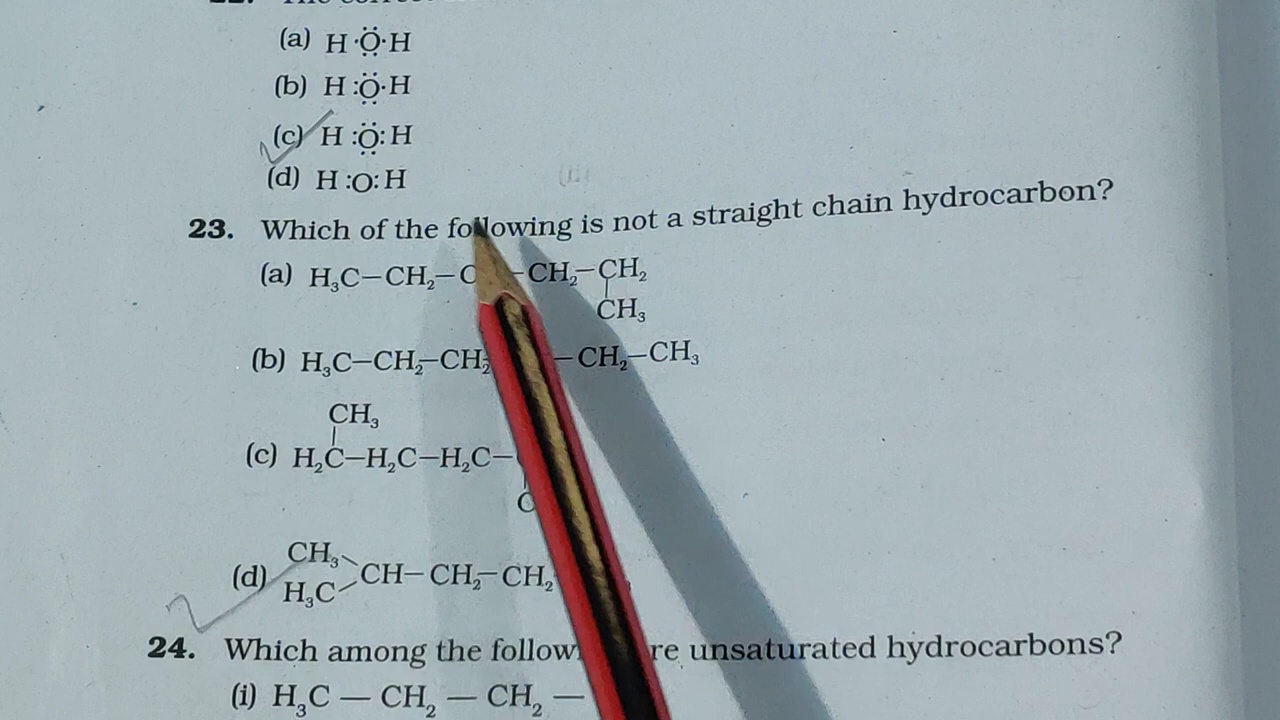 (a) H·Ö·H
(b) H:Ö·H
(c) H:Ö:H
(d) H:O:H
23. Which of the following is not a straight chain hydrocarbon?
(a) H₃C–CH₂– –CH₂–CH₂
CH₃
(b) H₃C–CH₂–CH₂ –CH₂–CH₃
CH₃
(c) H₂C–H₂C–H₂C–
(d) CH₃
H₃C CH–CH₂–CH₂
24. Which among the unsaturated hydrocarbons?
(i) H₃C — CH₂ — CH₂ —